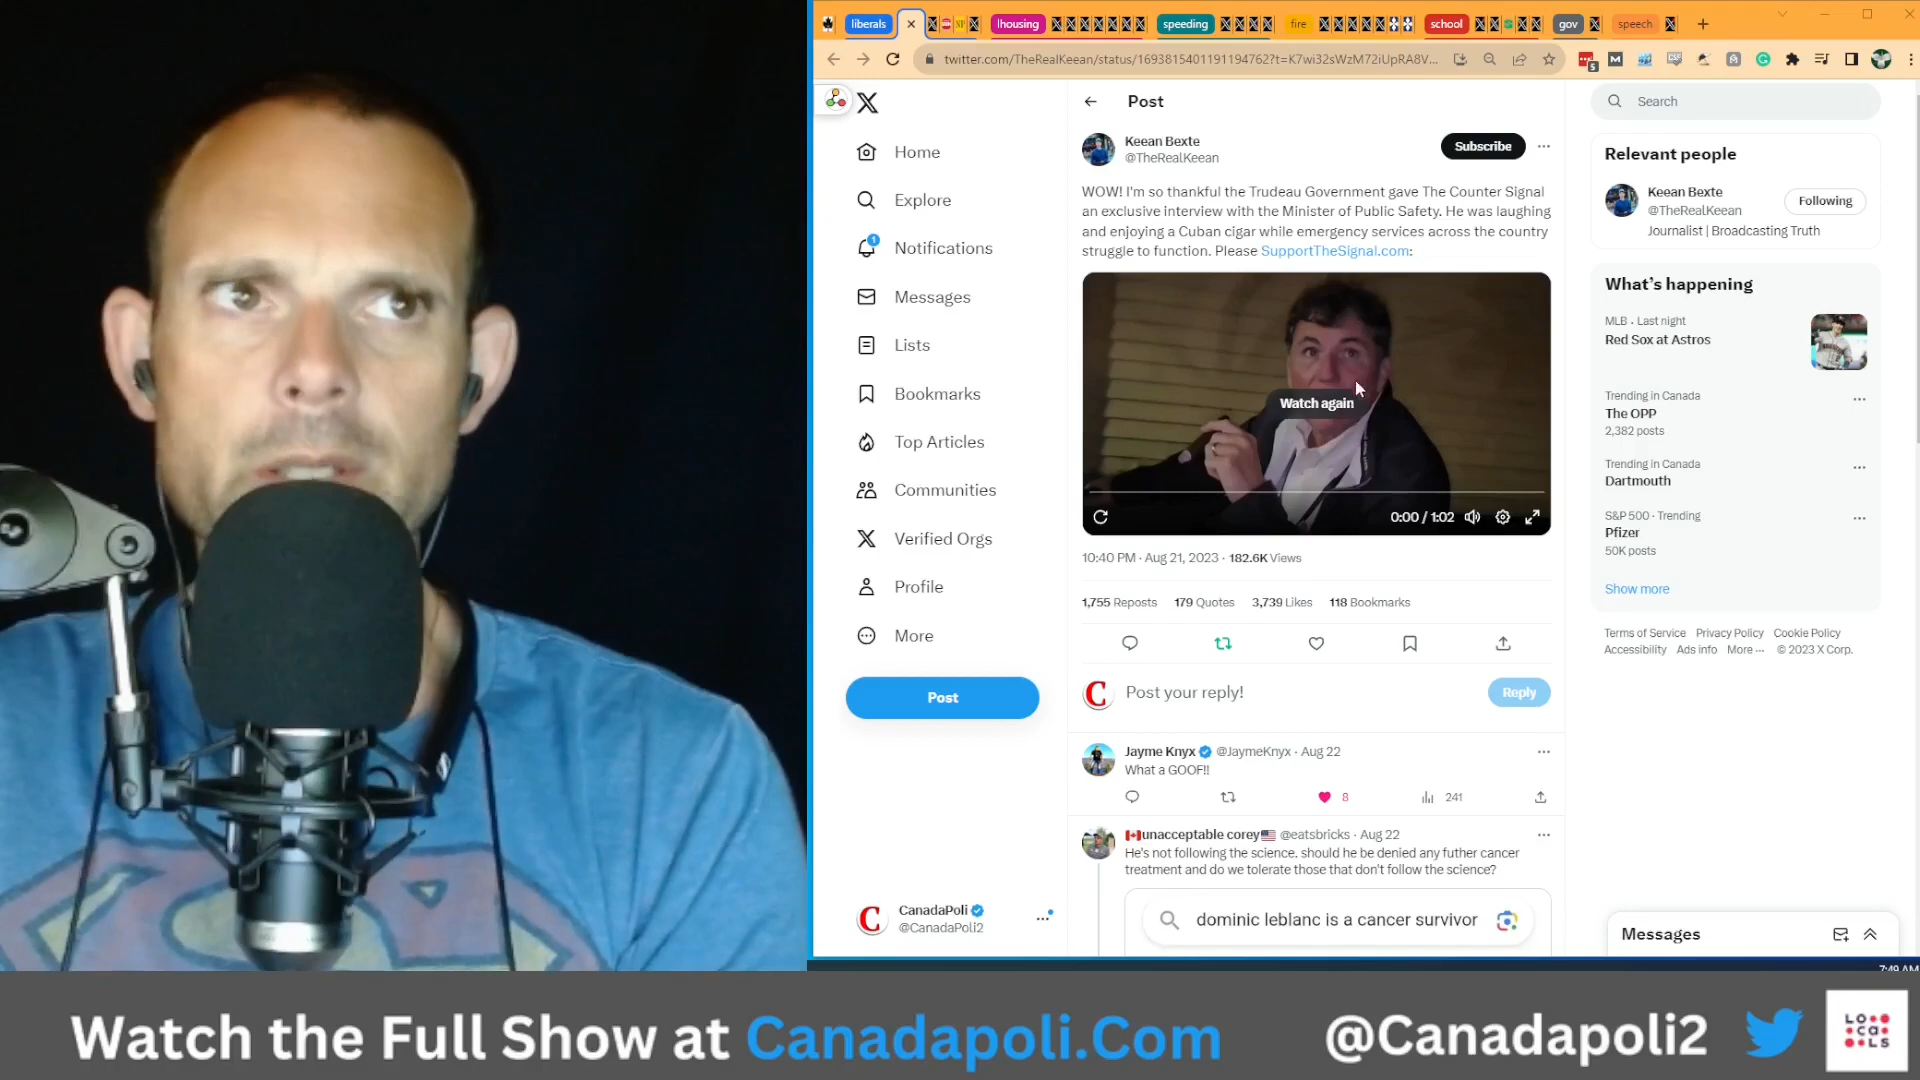 liberals
lhousing
speeding
fire
school
gov
speech
twitter.com/TheRealKeean/status/1693815401191194762?t=K7wi32sWzM72iUpRA8V...
X
Post
Search
Home
Explore
1
Notifications
Messages
Lists
Bookmarks
Top Articles
Communities
Verified Orgs
Profile
More
Post
CanadaPoli
@CanadaPoli2
Keean Bexte
@TheRealKeean
Subscribe
WOW! I'm so thankful the Trudeau Government gave The Counter Signal
an exclusive interview with the Minister of Public Safety. He was laughing
and enjoying a Cuban cigar while emergency services across the country
struggle to function. Please SupportTheSignal.com:
Watch again
0:00 / 1:02
10:40 PM · Aug 21, 2023 · 182.6K Views
1,755 Reposts 179 Quotes 3,739 Likes 118 Bookmarks
C
Post your reply!
Reply
Jayme Knyx @JaymeKnyx · Aug 22
What a GOOF!!
8
241
unacceptable corey @eatsbricks · Aug 22
He's not following the science. should he be denied any futher cancer
treatment and do we tolerate those that don't follow the science?
dominic leblanc is a cancer survivor
Relevant people
Keean Bexte
@TheRealKeean
Following
Journalist | Broadcasting Truth
What's happening
MLB · Last night
Red Sox at Astros
Trending in Canada
The OPP
2,382 posts
Trending in Canada
Dartmouth
S&P 500 · Trending
Pfizer
50K posts
Show more
Terms of Service Privacy Policy Cookie Policy
Accessibility Ads info More ··· © 2023 X Corp.
Messages
7:49 AM
Watch the Full Show at Canadapoli.Com
@Canadapoli2
LOCALS